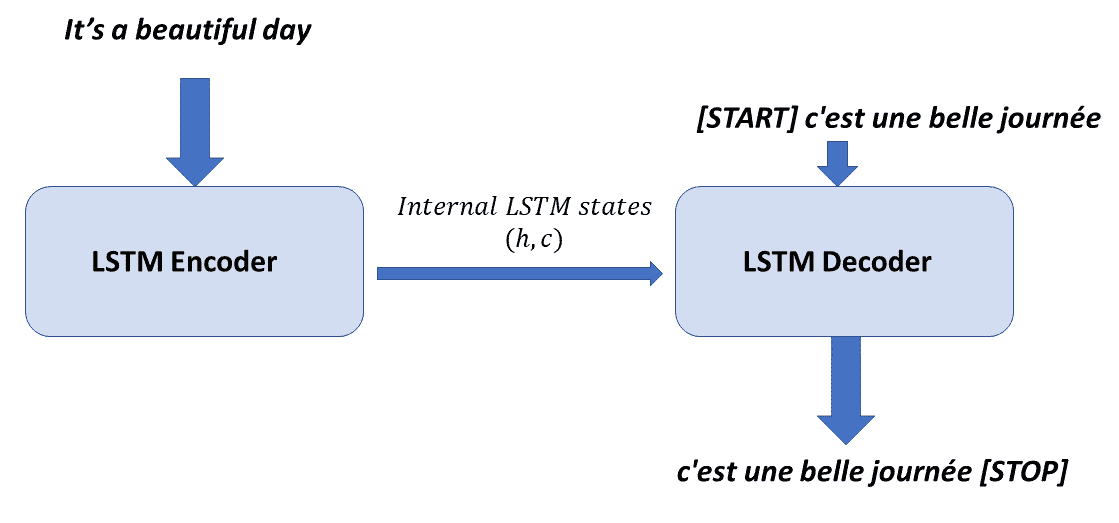 It’s a beautiful day
[START] c'est une belle journée
Internal LSTM states
(h, c)
LSTM Encoder
LSTM Decoder
c'est une belle journée [STOP]